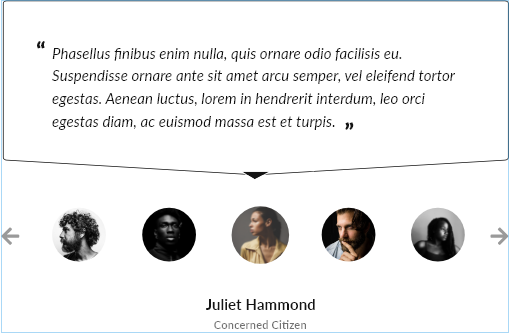 “ Phasellus finibus enim nulla, quis ornare odio facilisis eu.
Suspendisse ornare ante sit amet arcu semper, vel eleifend tortor
egestas. Aenean luctus, lorem in hendrerit interdum, leo orci
egestas diam, ac euismod massa est et turpis. ”
Juliet Hammond
Concerned Citizen